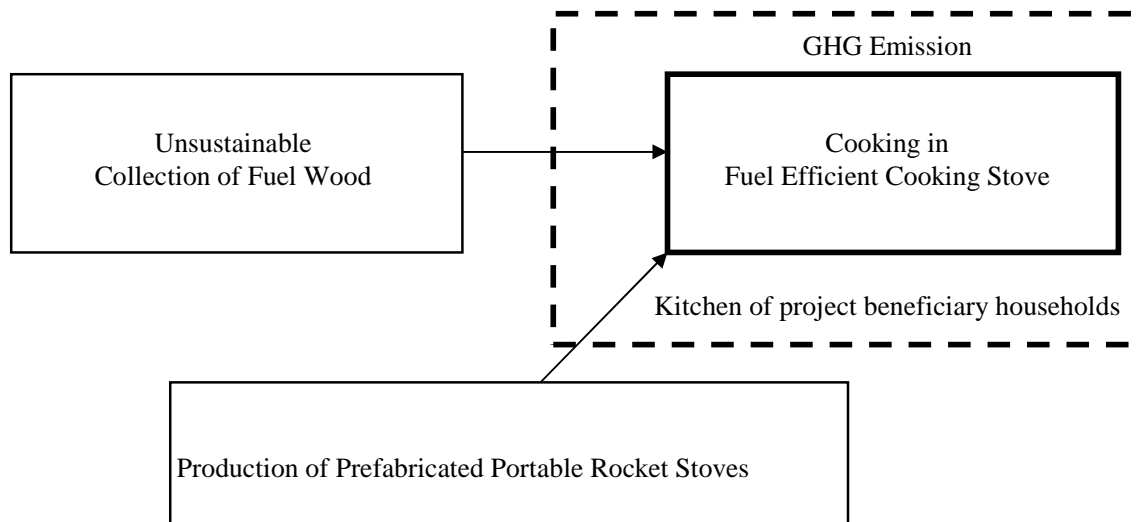 GHG Emission
Unsustainable
Collection of Fuel Wood
Cooking in
Fuel Efficient Cooking Stove
Kitchen of project beneficiary households
Production of Prefabricated Portable Rocket Stoves